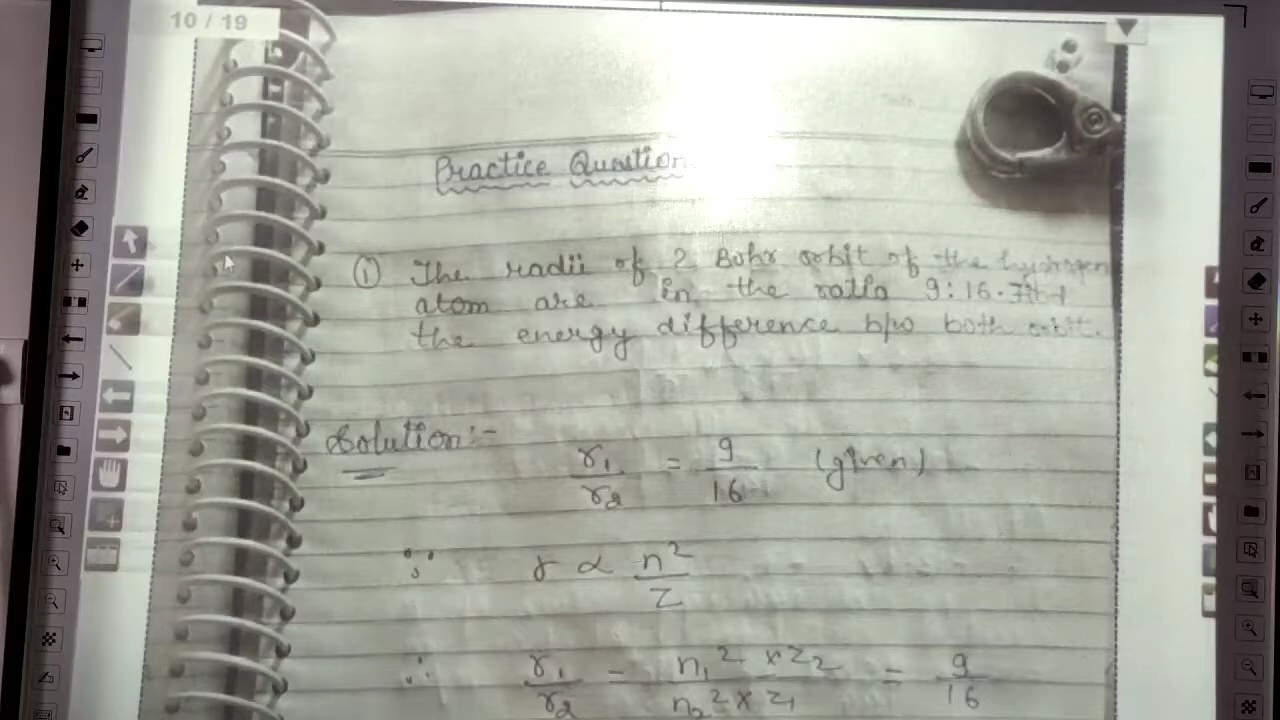 10 / 19
Practice Question
① The radii of 2 Bohr orbit of the hydrogen
atom are in the ratio 9:16.
the energy difference b/w both orbit.
Solution:-
r₁/r₂ = 9/16 (given)
∵ r ∝ n²/Z
∴ r₁/r₂ = n₁² × Z₂ / n₂² × Z₁ = 9/16